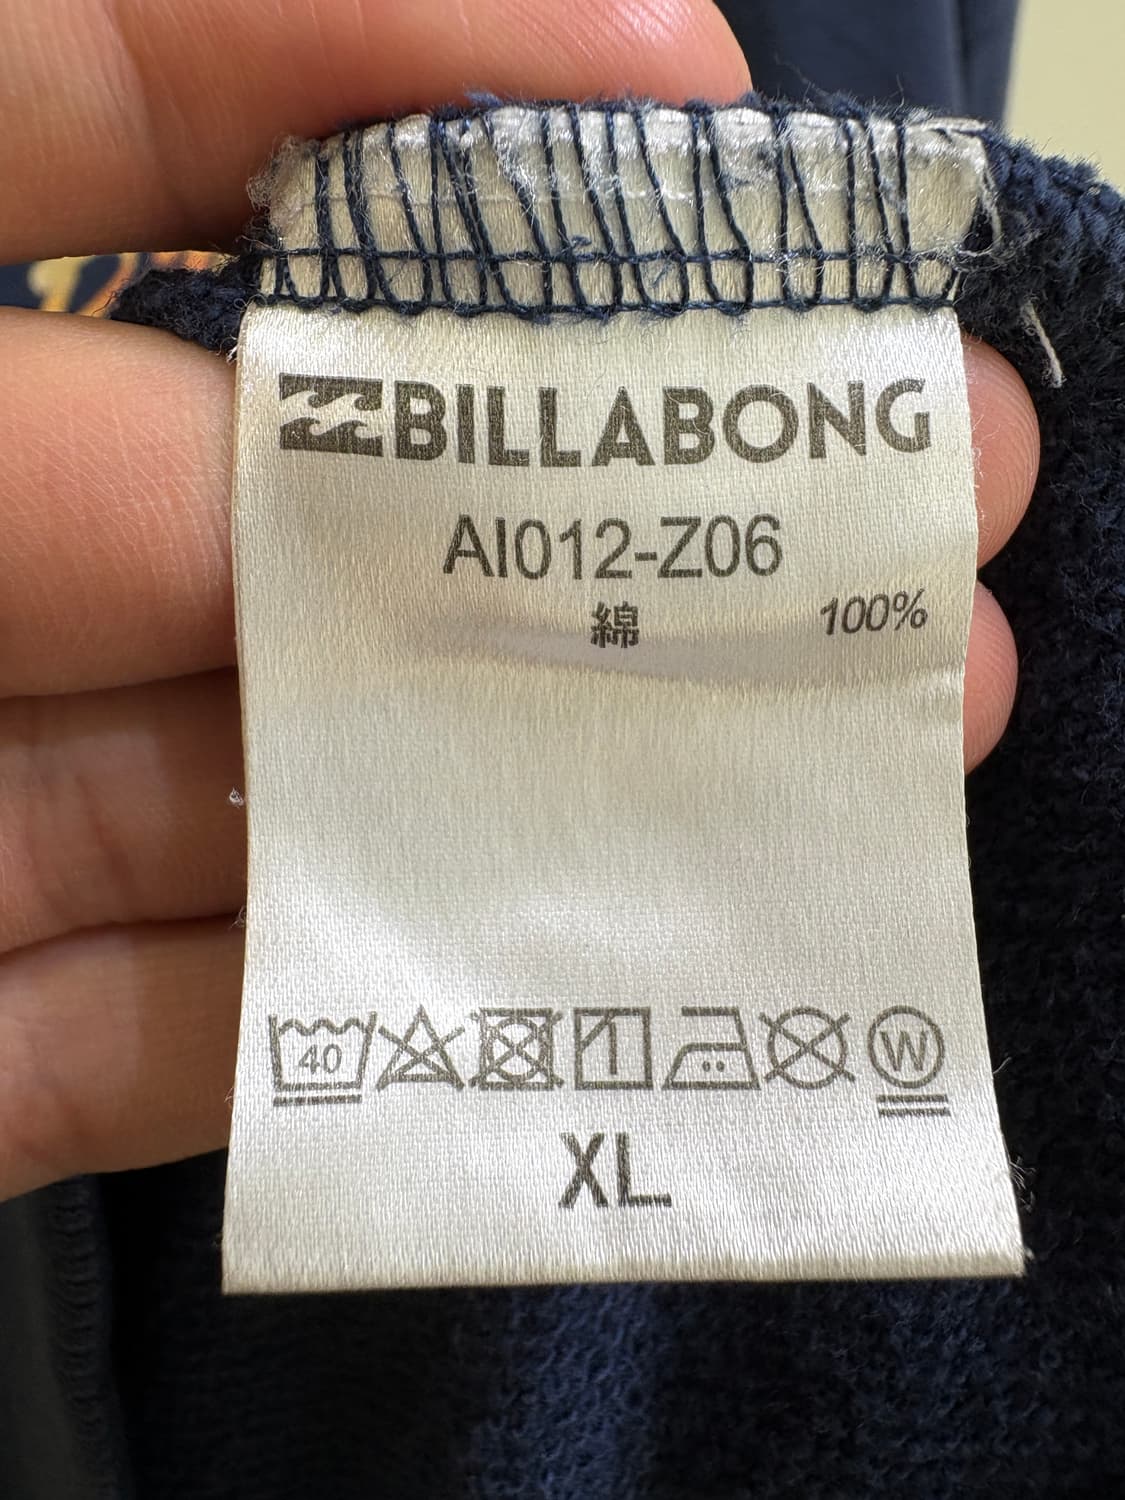 BILLABONG
AI012-Z06
綿 100%
40 W
XL